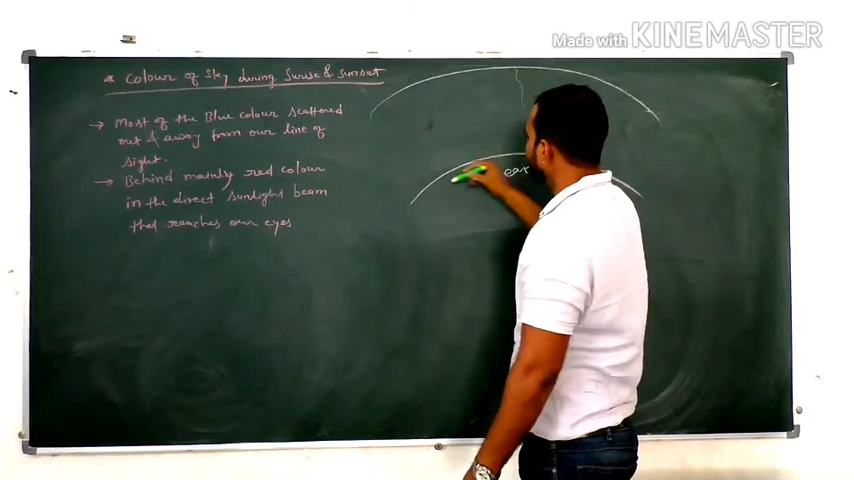 Made with KINEMASTER
* Colour of sky during Sunrise & Sunset
→ Most of the Blue colour scattered
out & away from our line of
sight.
→ Behind mainly red colour
in the direct sunlight beam
that reaches our eyes
ear